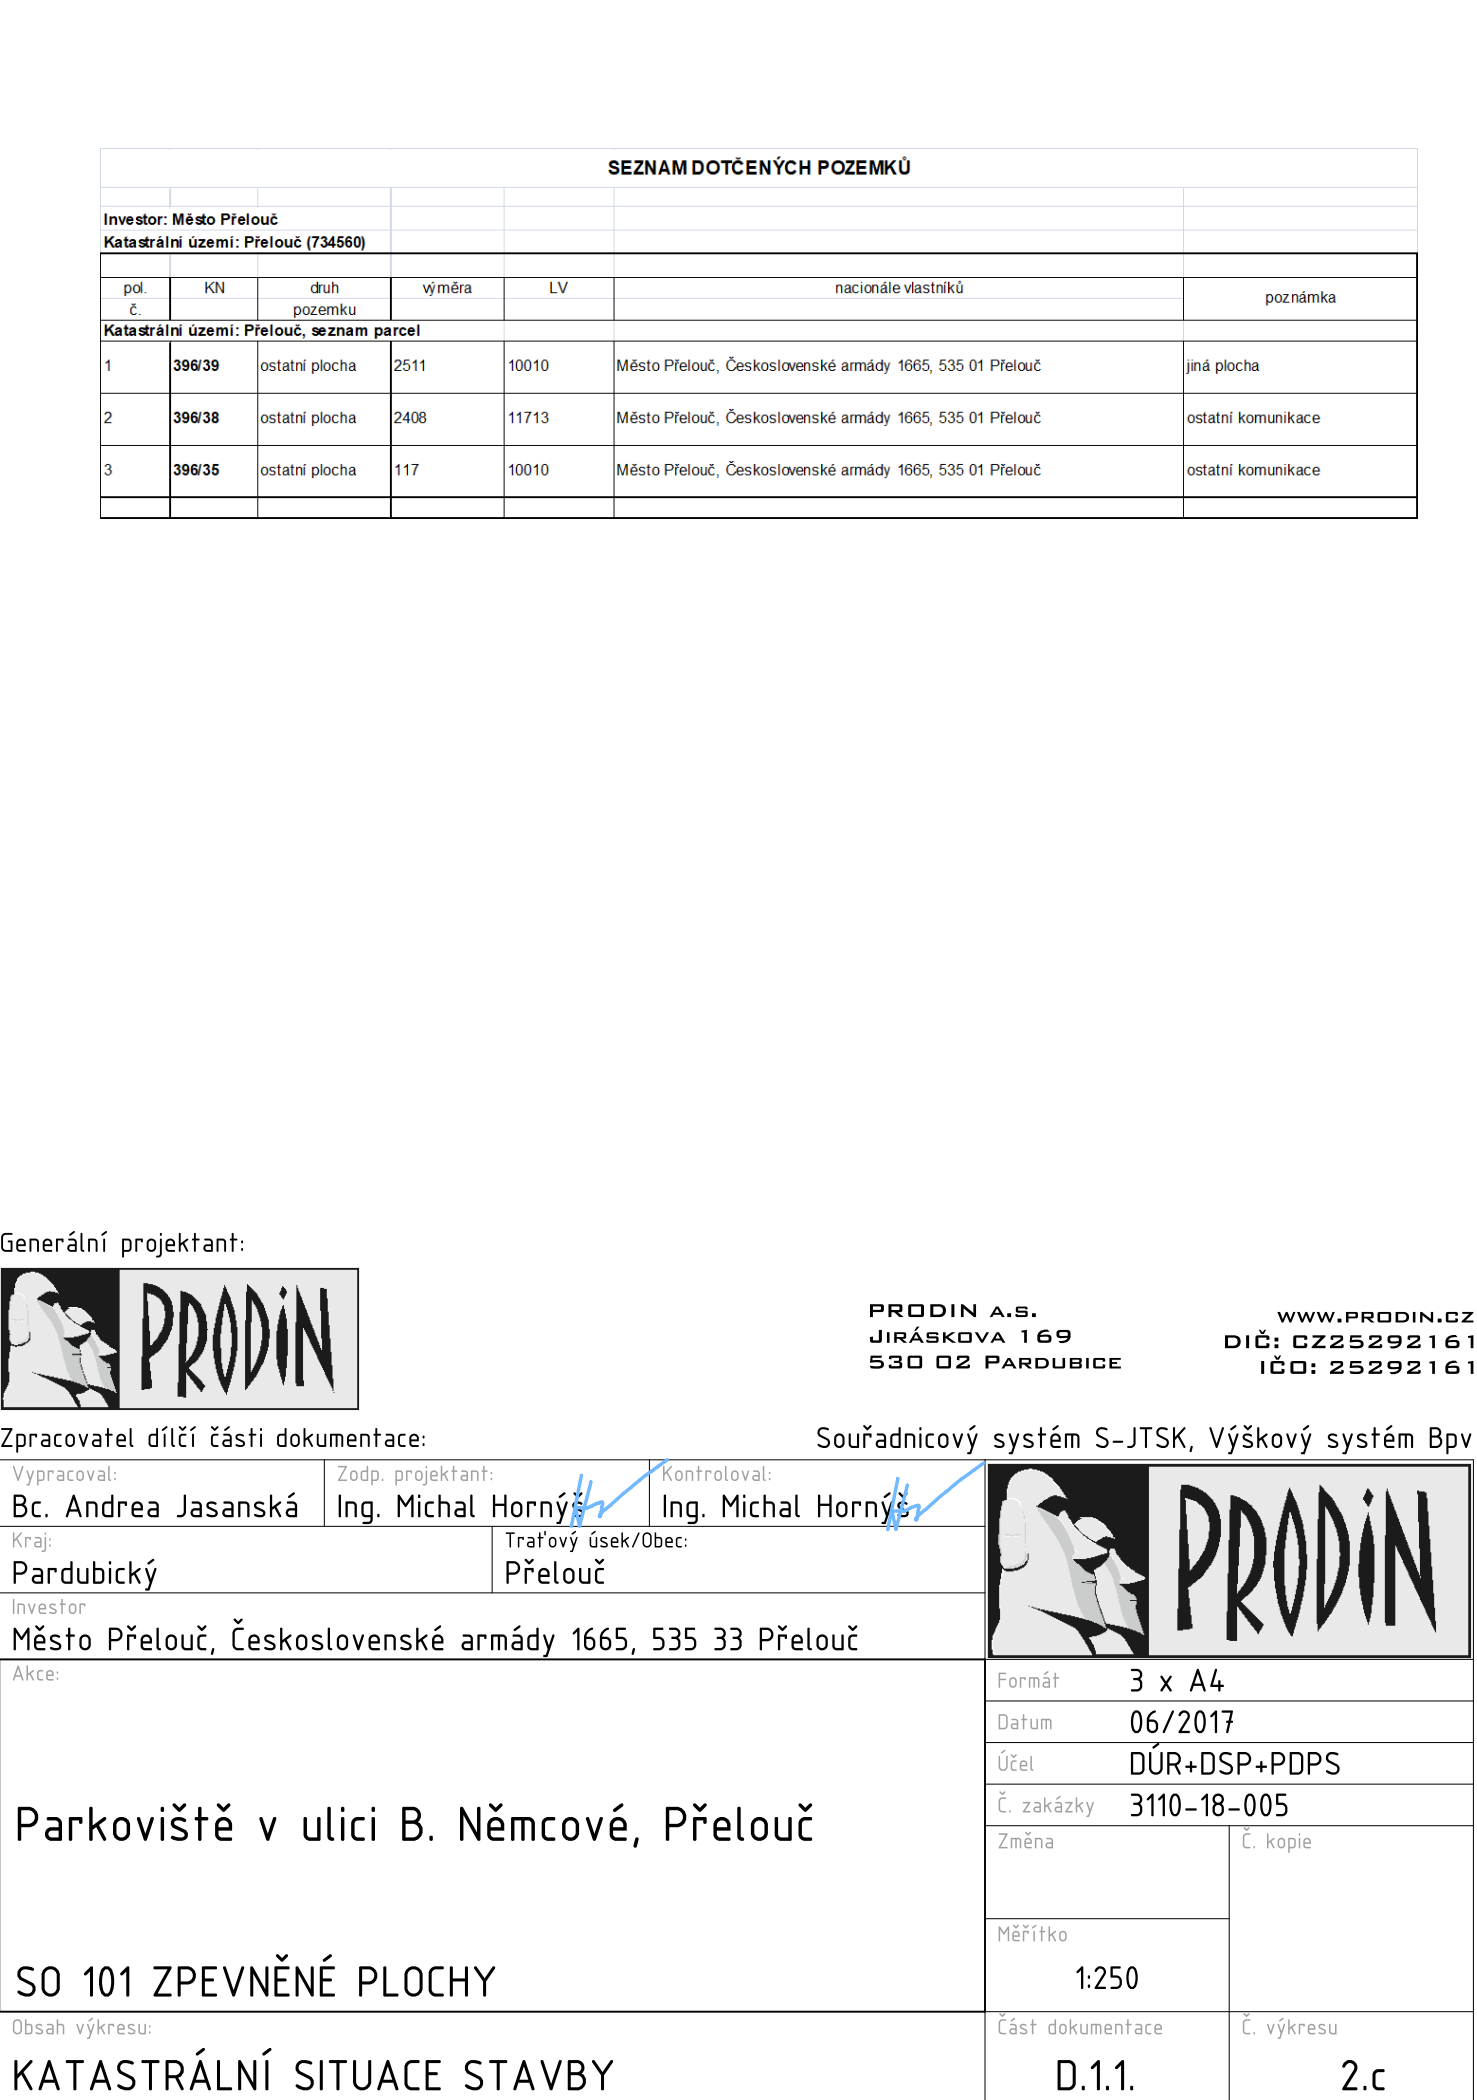 SEZNAM DOTČENÝCH POZEMKŮ
Investor: Město Přelouč
Katastrální území: Přelouč (734560)
pol. č. KN druh pozemku výměra LV nacionále vlastníků poznámka
Katastrální území: Přelouč, seznam parcel
1 396/39 ostatní plocha 2511 10010 Město Přelouč, Československé armády 1665, 535 01 Přelouč jiná plocha
2 396/38 ostatní plocha 2408 11713 Město Přelouč, Československé armády 1665, 535 01 Přelouč ostatní komunikace
3 396/35 ostatní plocha 117 10010 Město Přelouč, Československé armády 1665, 535 01 Přelouč ostatní komunikace
Generální projektant:
PRODIN
PRODIN A.S.
JIRÁSKOVA 169
530 02 PARDUBICE
WWW.PRODIN.CZ
DIČ: CZ25292161
IČO: 25292161
Zpracovatel dílčí části dokumentace:
Souřadnicový systém S-JTSK, Výškový systém Bpv
Vypracoval:
Bc. Andrea Jasanská
Zodp. projektant:
Ing. Michal Hornýš
Kontroloval:
Ing. Michal Hornýš
PRODIN
Kraj:
Pardubický
Traťový úsek/Obec:
Přelouč
Investor
Město Přelouč, Československé armády 1665, 535 33 Přelouč
Akce:
Parkoviště v ulici B. Němcové, Přelouč
SO 101 ZPEVNĚNÉ PLOCHY
Formát 3 x A4
Datum 06/2017
Účel DÚR+DSP+PDPS
Č. zakázky 3110-18-005
Změna
Č. kopie
Měřítko
1:250
Obsah výkresu:
KATASTRÁLNÍ SITUACE STAVBY
Část dokumentace
D.1.1.
Č. výkresu
2.c